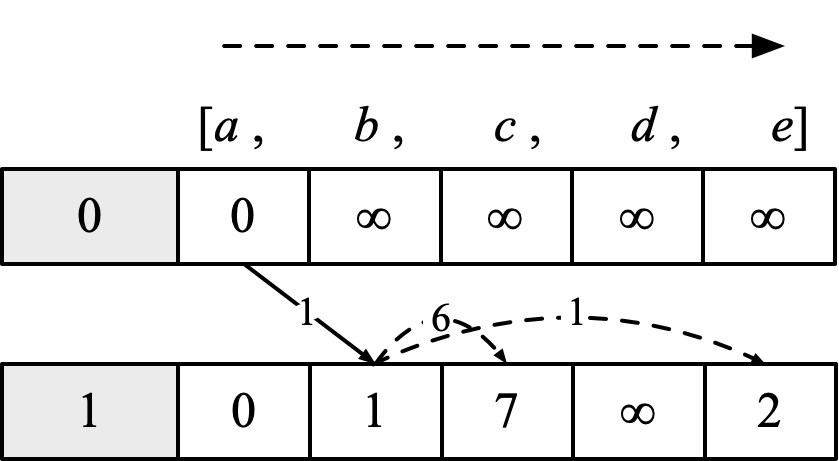 [a , b , c , d , e]
0 0 ∞ ∞ ∞ ∞
1 6 1
1 0 1 7 ∞ 2